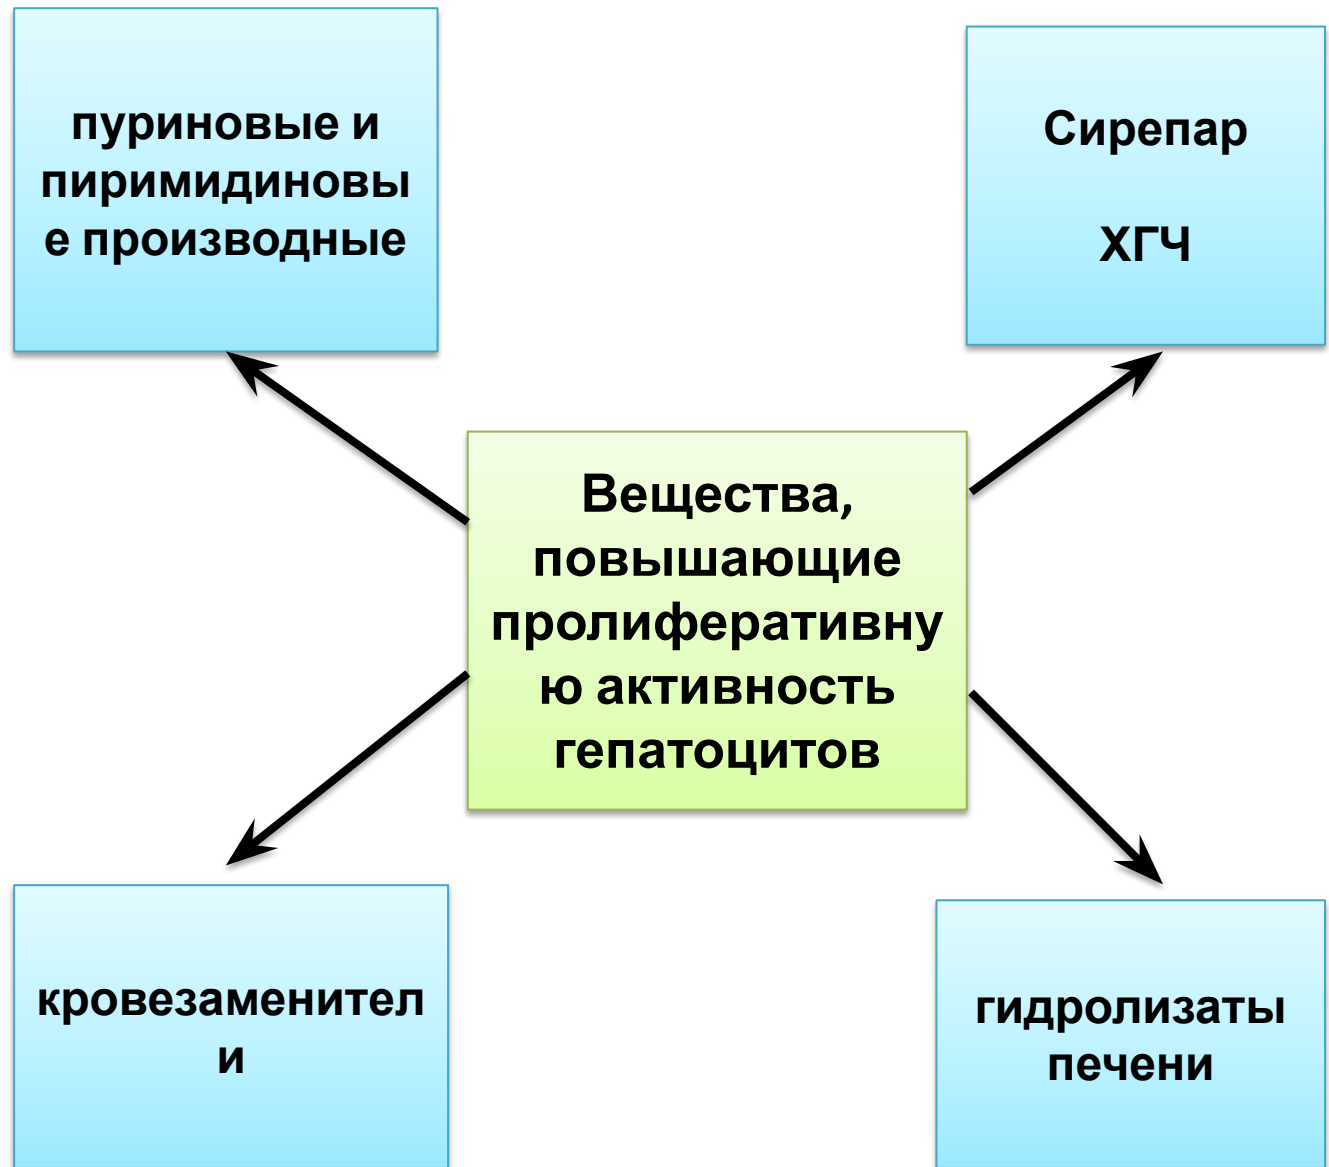 пуриновые и
пиримидиновы
е производные
Сирепар
ХГЧ
Вещества,
повышающие
пролиферативну
ю активность
гепатоцитов
кровезаменител
и
гидролизаты
печени